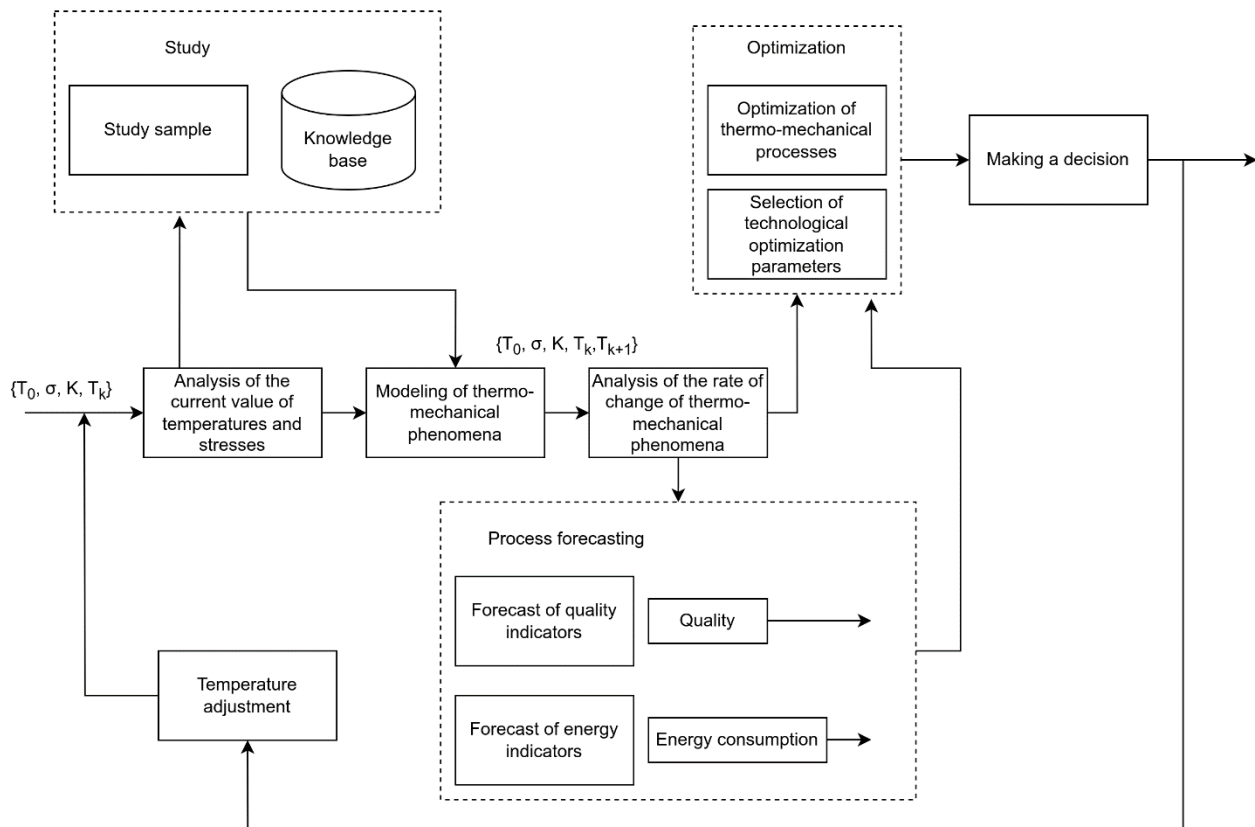 Study
Study sample
Knowledge
base
Optimization
Optimization of
thermo-mechanical
processes
Selection of
technological
optimization
parameters
Making a decision
{T₀, σ, K, Tₖ}
Analysis of the
current value of
temperatures and
stresses
Modeling of thermo-
mechanical
phenomena
{T₀, σ, K, Tₖ,Tₖ₊₁}
Analysis of the rate of
change of thermo-
mechanical
phenomena
Process forecasting
Forecast of quality
indicators
Quality
Forecast of energy
indicators
Energy consumption
Temperature
adjustment